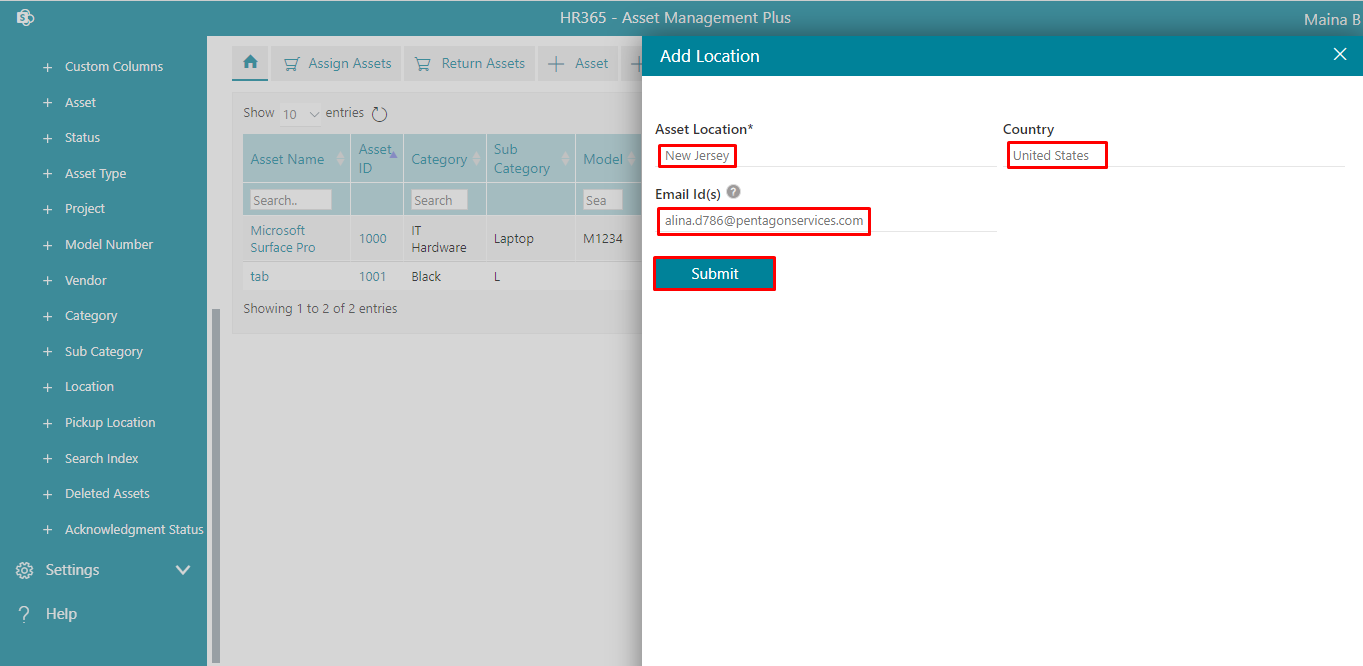 HR365 - Asset Management Plus
Maina B
+ Custom Columns
+ Asset
+ Status
+ Asset Type
+ Project
+ Model Number
+ Vendor
+ Category
+ Sub Category
+ Location
+ Pickup Location
+ Search Index
+ Deleted Assets
+ Acknowledgment Status
Settings
? Help
Assign Assets Return Assets + Asset +
Show 10 entries
Asset Name Asset ID Category Sub Category Model
Search.. Search Sea
Microsoft Surface Pro 1000 IT Hardware Laptop M1234
tab 1001 Black L
Showing 1 to 2 of 2 entries
Add Location
Asset Location* Country
New Jersey United States
Email Id(s) ?
alina.d786@pentagonservices.com
Submit